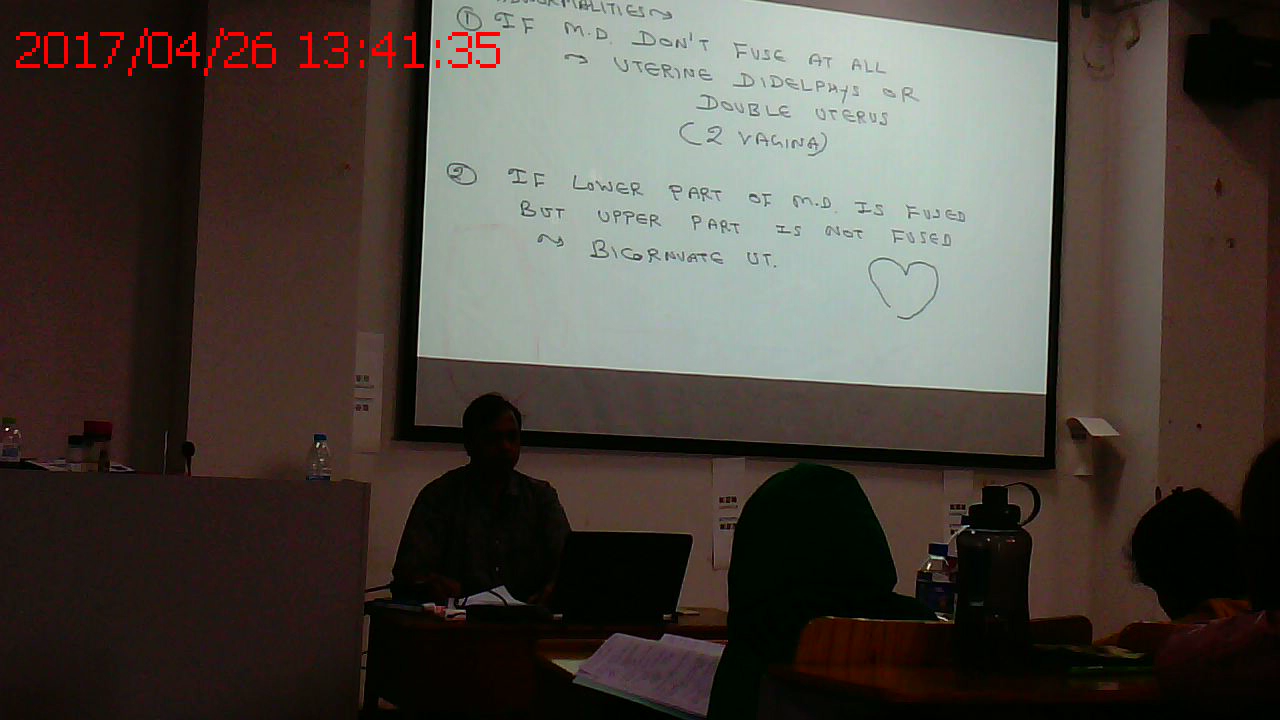 2017/04/26 13:41:35
ABNORMALITIES~
① IF M.D. DON'T FUSE AT ALL
~ UTERINE DIDELPHYS OR
DOUBLE UTERUS
(2 VAGINA)
② IF LOWER PART OF M.D. IS FUSED
BUT UPPER PART IS NOT FUSED
~ BICORNUATE UT.